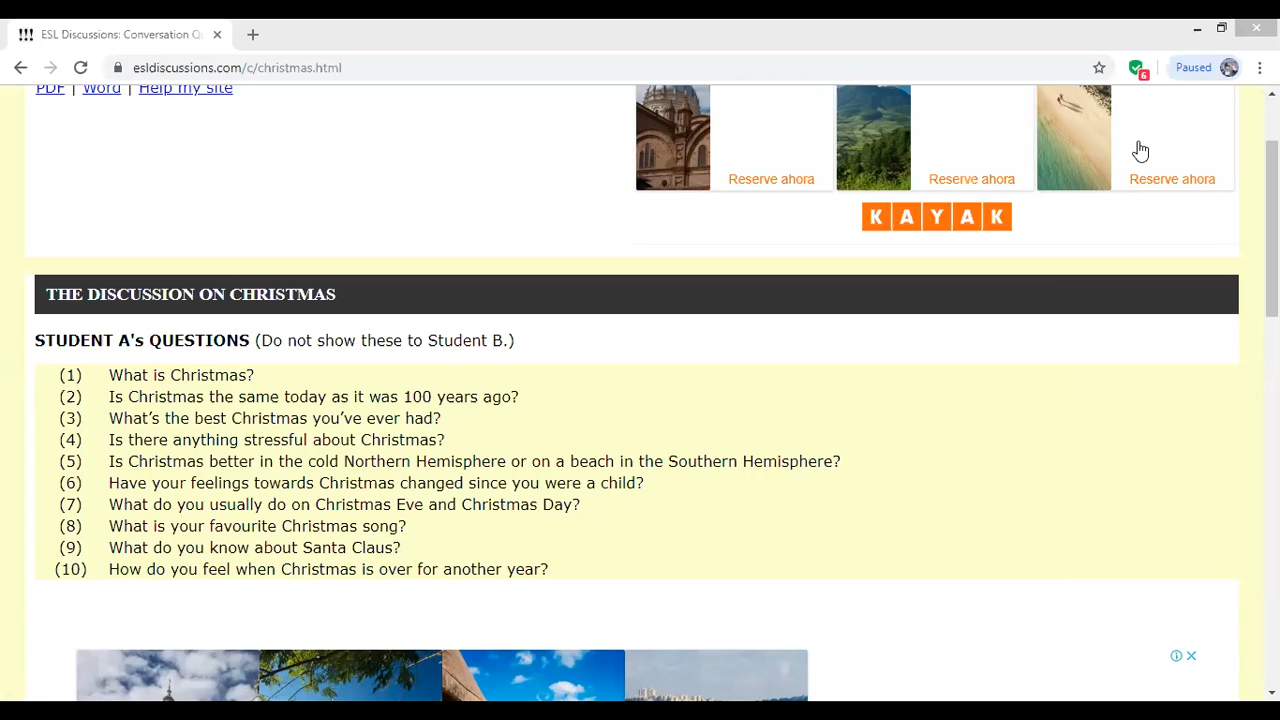 ESL Discussions: Conversation Q
esldiscussions.com/c/christmas.html
6
Paused
PDF | Word | Help my site
Reserve ahora
Reserve ahora
Reserve ahora
KAYAK
THE DISCUSSION ON CHRISTMAS
STUDENT A's QUESTIONS (Do not show these to Student B.)
(1) What is Christmas?
(2) Is Christmas the same today as it was 100 years ago?
(3) What’s the best Christmas you’ve ever had?
(4) Is there anything stressful about Christmas?
(5) Is Christmas better in the cold Northern Hemisphere or on a beach in the Southern Hemisphere?
(6) Have your feelings towards Christmas changed since you were a child?
(7) What do you usually do on Christmas Eve and Christmas Day?
(8) What is your favourite Christmas song?
(9) What do you know about Santa Claus?
(10) How do you feel when Christmas is over for another year?